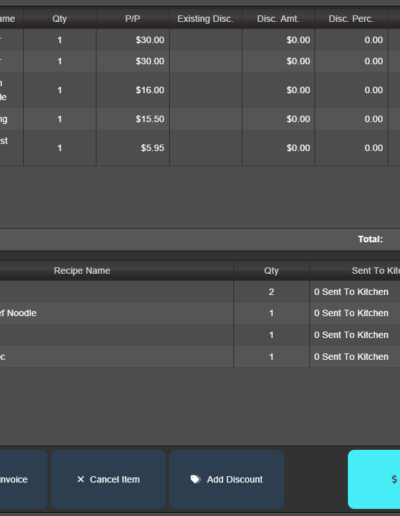 ame Qty P/P Existing Disc. Disc. Amt. Disc. Perc.
r 1 $30.00 $0.00 0.00
r 1 $30.00 $0.00 0.00
n
le 1 $16.00 $0.00 0.00
ng 1 $15.50 $0.00 0.00
st
1 $5.95 $0.00 0.00
Total:
Recipe Name Qty Sent To Kitc
2 0 Sent To Kitchen
ef Noodle 1 0 Sent To Kitchen
1 0 Sent To Kitchen
c 1 0 Sent To Kitchen
nvoice × Cancel Item Add Discount $